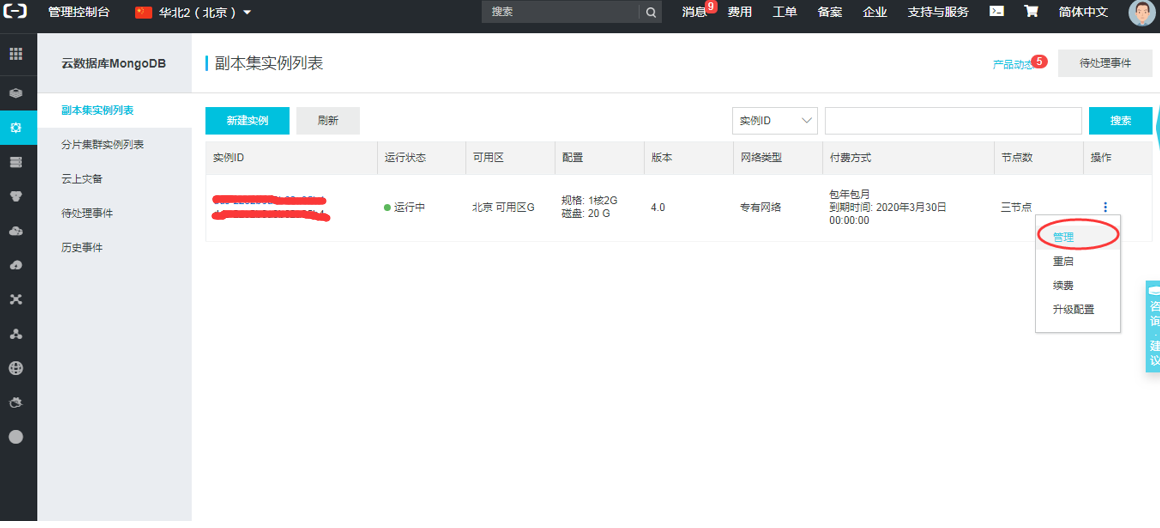 管理控制台 华北2（北京） 搜索 消息 9 费用 工单 备案 企业 支持与服务 简体中文
云数据库MongoDB
副本集实例列表
分片集群实例列表
云上灾备
待处理事件
历史事件
副本集实例列表
产品动态 5 待处理事件
新建实例 刷新 实例ID 搜索
实例ID 运行状态 可用区 配置 版本 网络类型 付费方式 节点数 操作
运行中 北京 可用区G
规格: 1核2G
磁盘: 20 G
4.0 专有网络
包年包月
到期时间: 2020年3月30日
00:00:00
三节点
管理
重启
续费
升级配置
咨询·建议